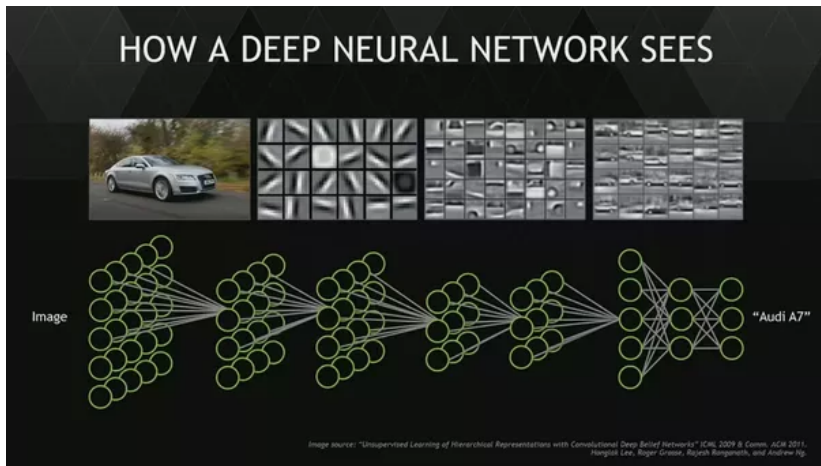 HOW A DEEP NEURAL NETWORK SEES
Image
“Audi A7”
Image source: “Unsupervised Learning of Hierarchical Representations with Convolutional Deep Belief Networks” ICML 2009 & Comm. ACM 2011.
Honglak Lee, Roger Grosse, Rajesh Ranganath, and Andrew Ng.